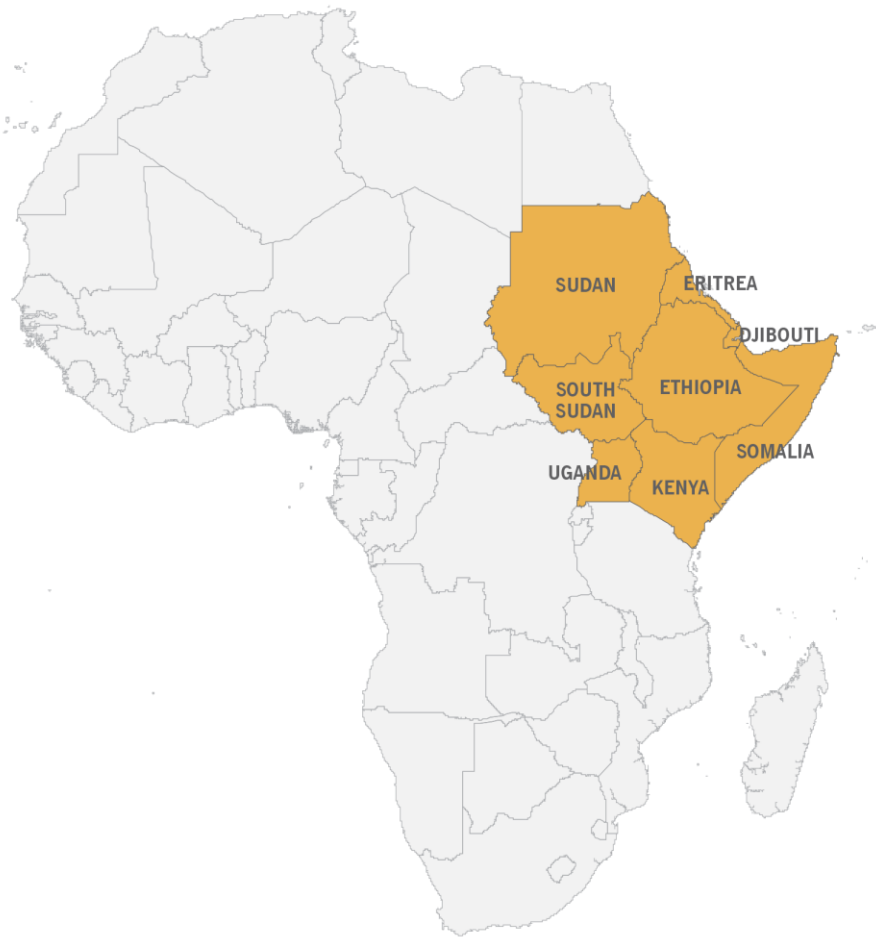 SUDAN
ERITREA
DJIBOUTI
SOUTH
SUDAN
ETHIOPIA
SOMALIA
UGANDA
KENYA